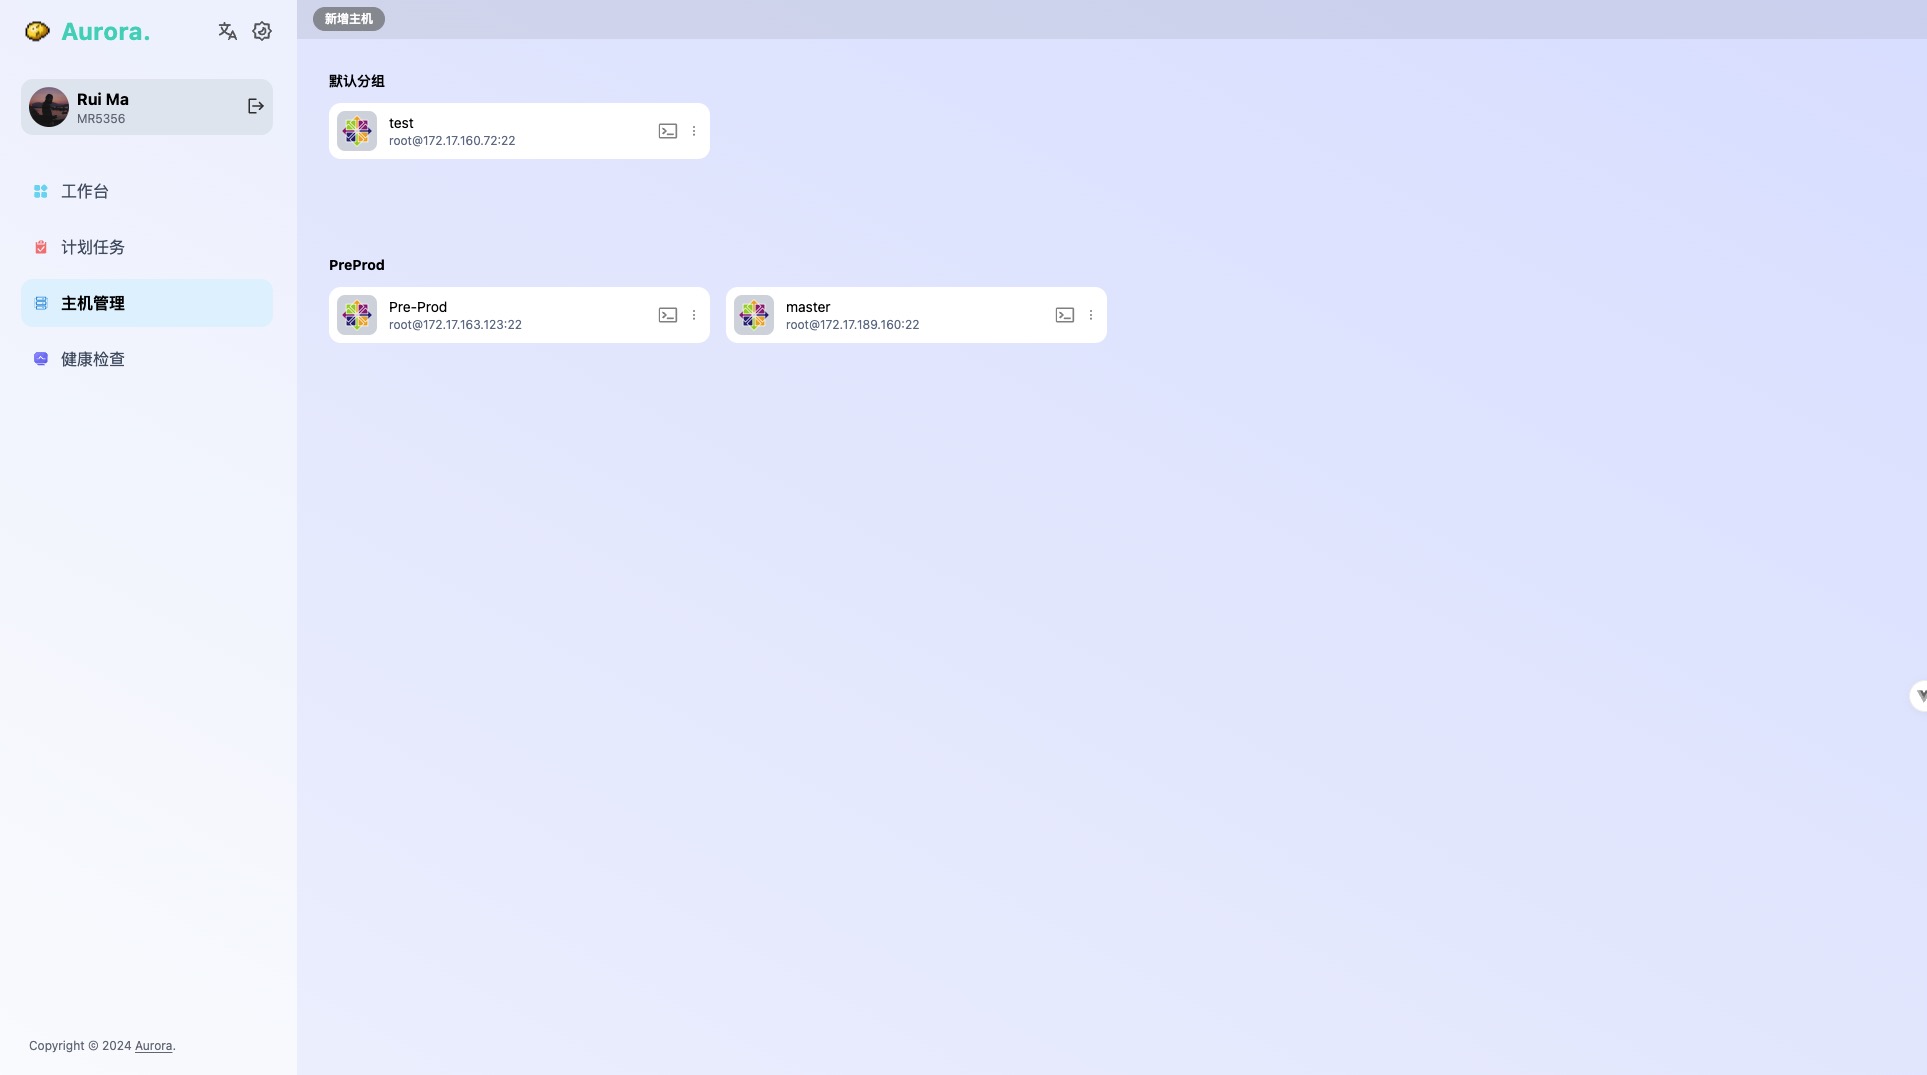 Aurora.
Rui Ma
MR5356
工作台
计划任务
主机管理
健康检查
Copyright © 2024 Aurora.
新增主机
默认分组
test
root@172.17.160.72:22
PreProd
Pre-Prod
root@172.17.163.123:22
master
root@172.17.189.160:22